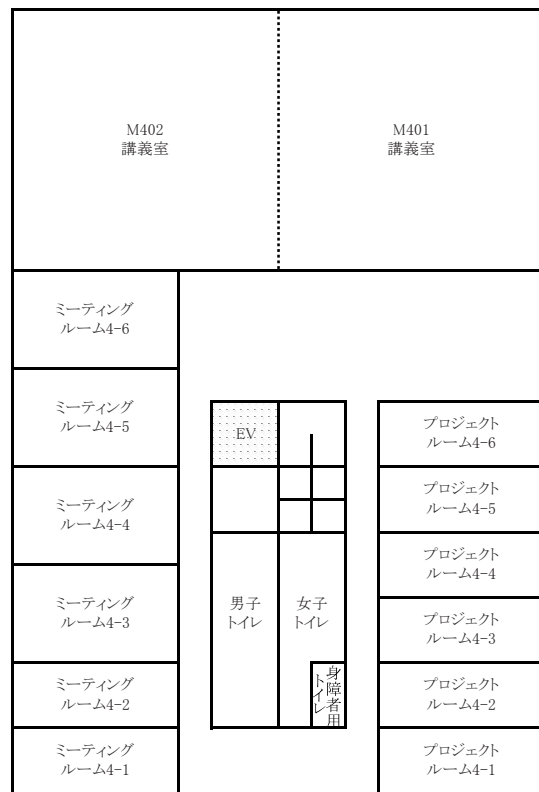 M402
講義室
M401
講義室
ミーティング
ルーム4-6
ミーティング
ルーム4-5
EV
プロジェクト
ルーム4-6
プロジェクト
ルーム4-5
ミーティング
ルーム4-4
プロジェクト
ルーム4-4
ミーティング
ルーム4-3
男子
トイレ
女子
トイレ
プロジェクト
ルーム4-3
ミーティング
ルーム4-2
身障者用
トイレ
プロジェクト
ルーム4-2
ミーティング
ルーム4-1
プロジェクト
ルーム4-1